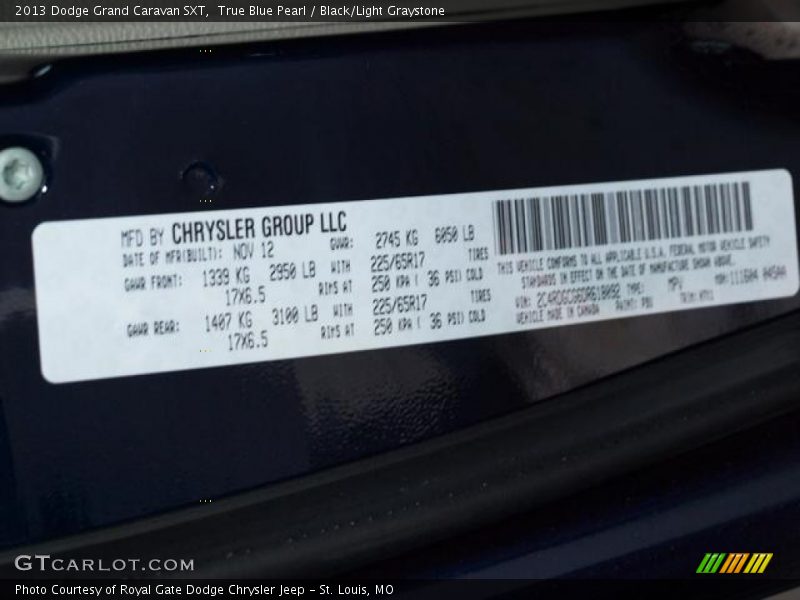 2013 Dodge Grand Caravan SXT, True Blue Pearl / Black/Light Graystone
MFD BY CHRYSLER GROUP LLC
DATE OF MFR(BUILT): NOV 12 GVWR: 2745 KG 6050 LB
GAWR FRONT: 1339 KG 2950 LB WITH 225/65R17 TIRES
17X6.5 RIMS AT 250 KPA ( 36 PSI) COLD
GAWR REAR: 1407 KG 3100 LB WITH 225/65R17 TIRES
17X6.5 RIMS AT 250 KPA ( 36 PSI) COLD
THIS VEHICLE CONFORMS TO ALL APPLICABLE U.S.A. FEDERAL MOTOR VEHICLE SAFETY
STANDARDS IN EFFECT ON THE DATE OF MANUFACTURE SHOWN ABOVE.
VIN: TYPE: MPV
VEHICLE MADE IN CANADA PAINT: PBU TRIM:
GTCARLOT.COM
Photo Courtesy of Royal Gate Dodge Chrysler Jeep – St. Louis, MO